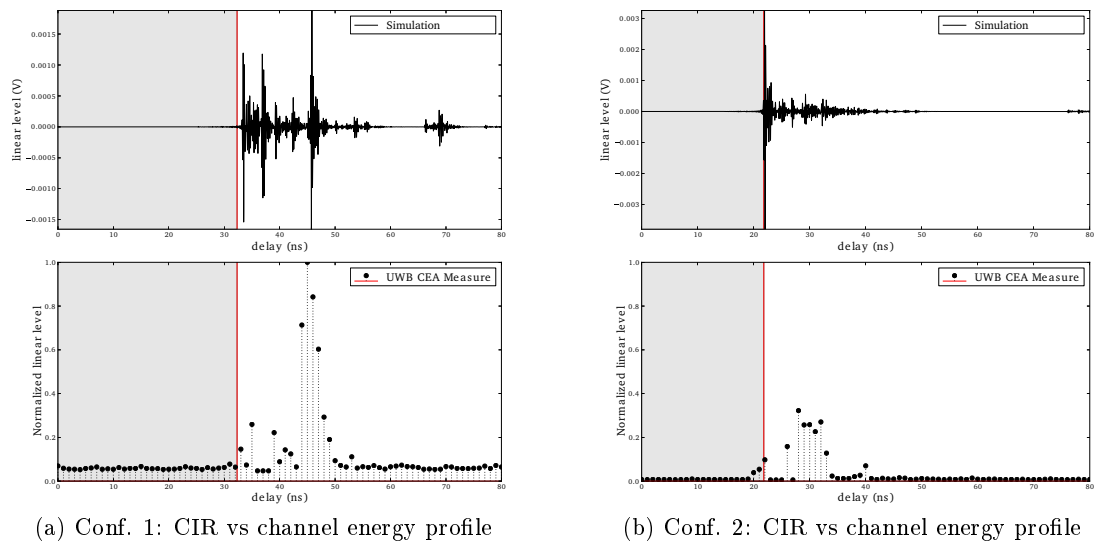 0.0015
0.0010
0.0005
0.0000
−0.0005
−0.0010
−0.0015
linear level (V)
Simulation
0 10 20 30 40 50 60 70 80
delay (ns)
0.003
0.002
0.001
0.000
−0.001
−0.002
−0.003
linear level (V)
Simulation
0 10 20 30 40 50 60 70 80
delay (ns)
1.0
0.8
0.6
0.4
0.2
0.0
Normalized linear level
UWB CEA Measure
0 10 20 30 40 50 60 70 80
delay (ns)
1.0
0.8
0.6
0.4
0.2
0.0
Normalized linear level
UWB CEA Measure
0 10 20 30 40 50 60 70 80
delay (ns)
(a) Conf. 1: CIR vs channel energy profile
(b) Conf. 2: CIR vs channel energy profile